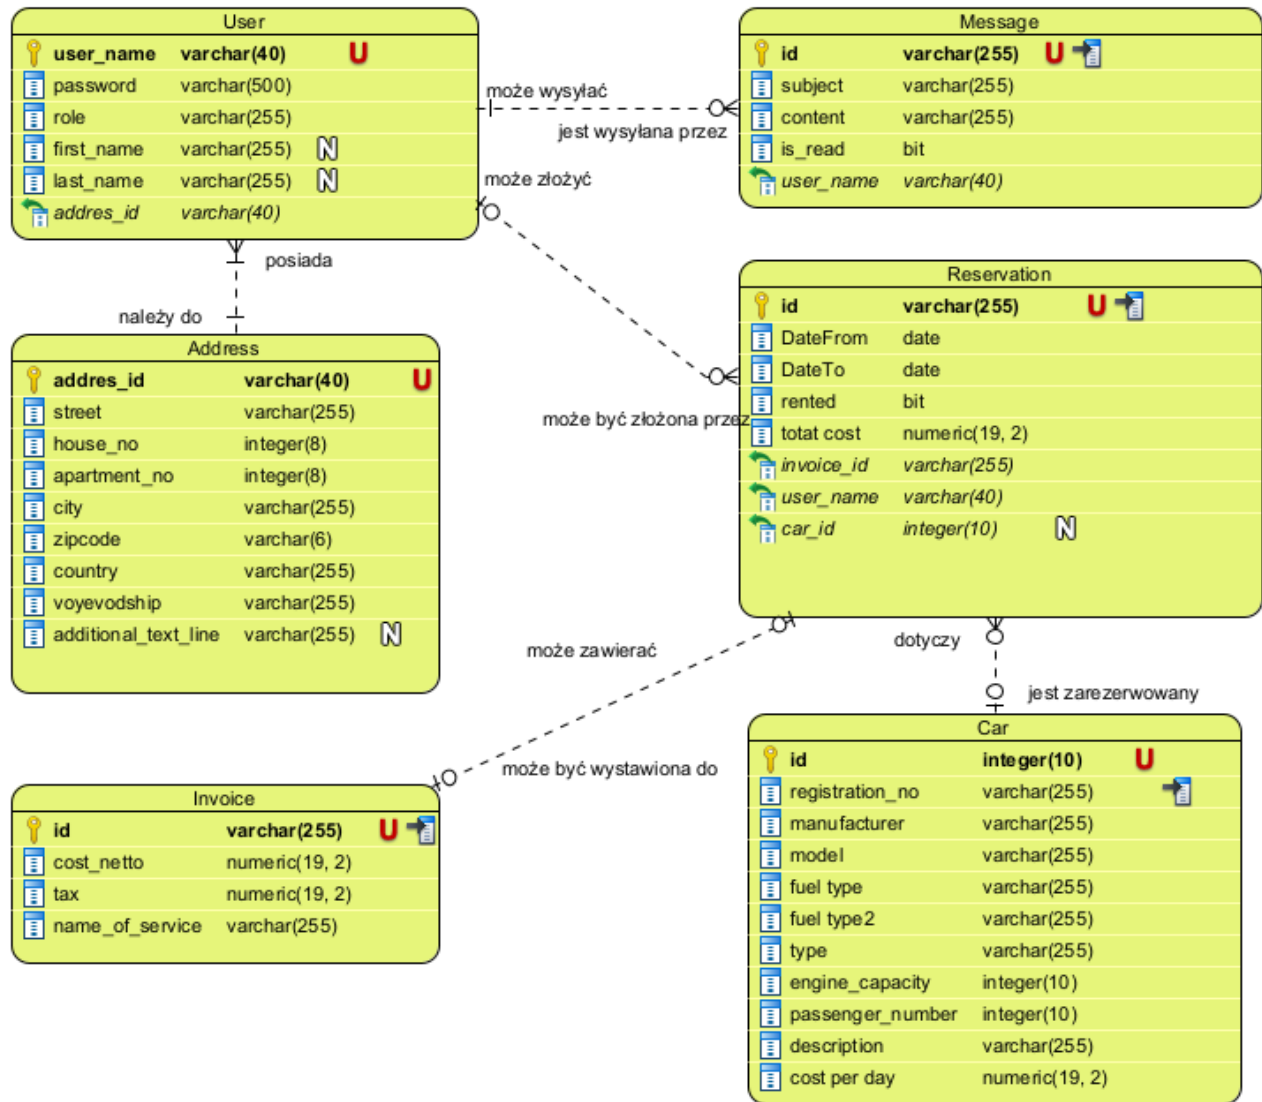 User
user_name varchar(40) U
password varchar(500)
role varchar(255)
first_name varchar(255) N
last_name varchar(255) N
addres_id varchar(40)
Message
id varchar(255) U
subject varchar(255)
content varchar(255)
is_read bit
user_name varchar(40)
może wysyłać
jest wysyłana przez
może złożyć
może być złożona przez
posiada
należy do
Address
addres_id varchar(40) U
street varchar(255)
house_no integer(8)
apartment_no integer(8)
city varchar(255)
zipcode varchar(6)
country varchar(255)
voyevodship varchar(255)
additional_text_line varchar(255) N
Reservation
id varchar(255) U
DateFrom date
DateTo date
rented bit
totat cost numeric(19, 2)
invoice_id varchar(255)
user_name varchar(40)
car_id integer(10) N
może zawierać
może być wystawiona do
dotyczy
jest zarezerwowany
Invoice
id varchar(255) U
cost_netto numeric(19, 2)
tax numeric(19, 2)
name_of_service varchar(255)
Car
id integer(10) U
registration_no varchar(255)
manufacturer varchar(255)
model varchar(255)
fuel type varchar(255)
fuel type2 varchar(255)
type varchar(255)
engine_capacity integer(10)
passenger_number integer(10)
description varchar(255)
cost per day numeric(19, 2)